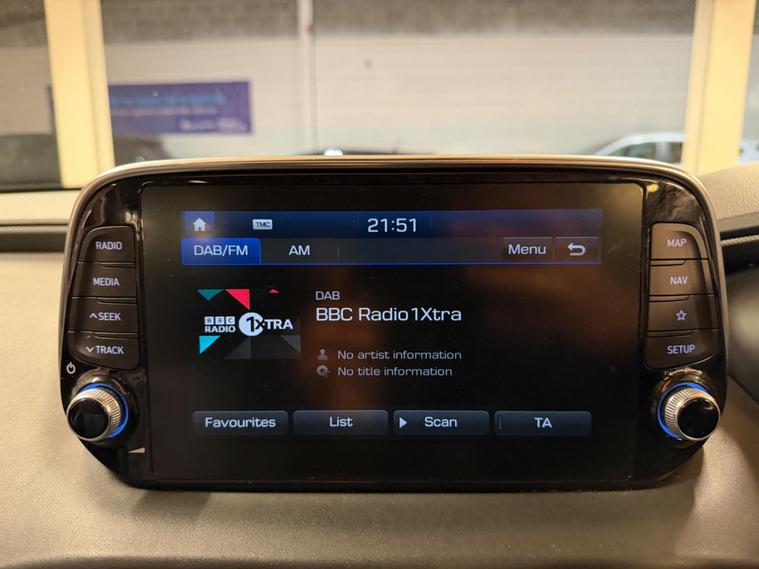 TMC
21:51
DAB/FM
AM
Menu
DAB
BBC Radio1Xtra
BBC
RADIO
1XTRA
No artist information
No title information
Favourites
List
Scan
TA
RADIO
MEDIA
SEEK
TRACK
MAP
NAV
SETUP